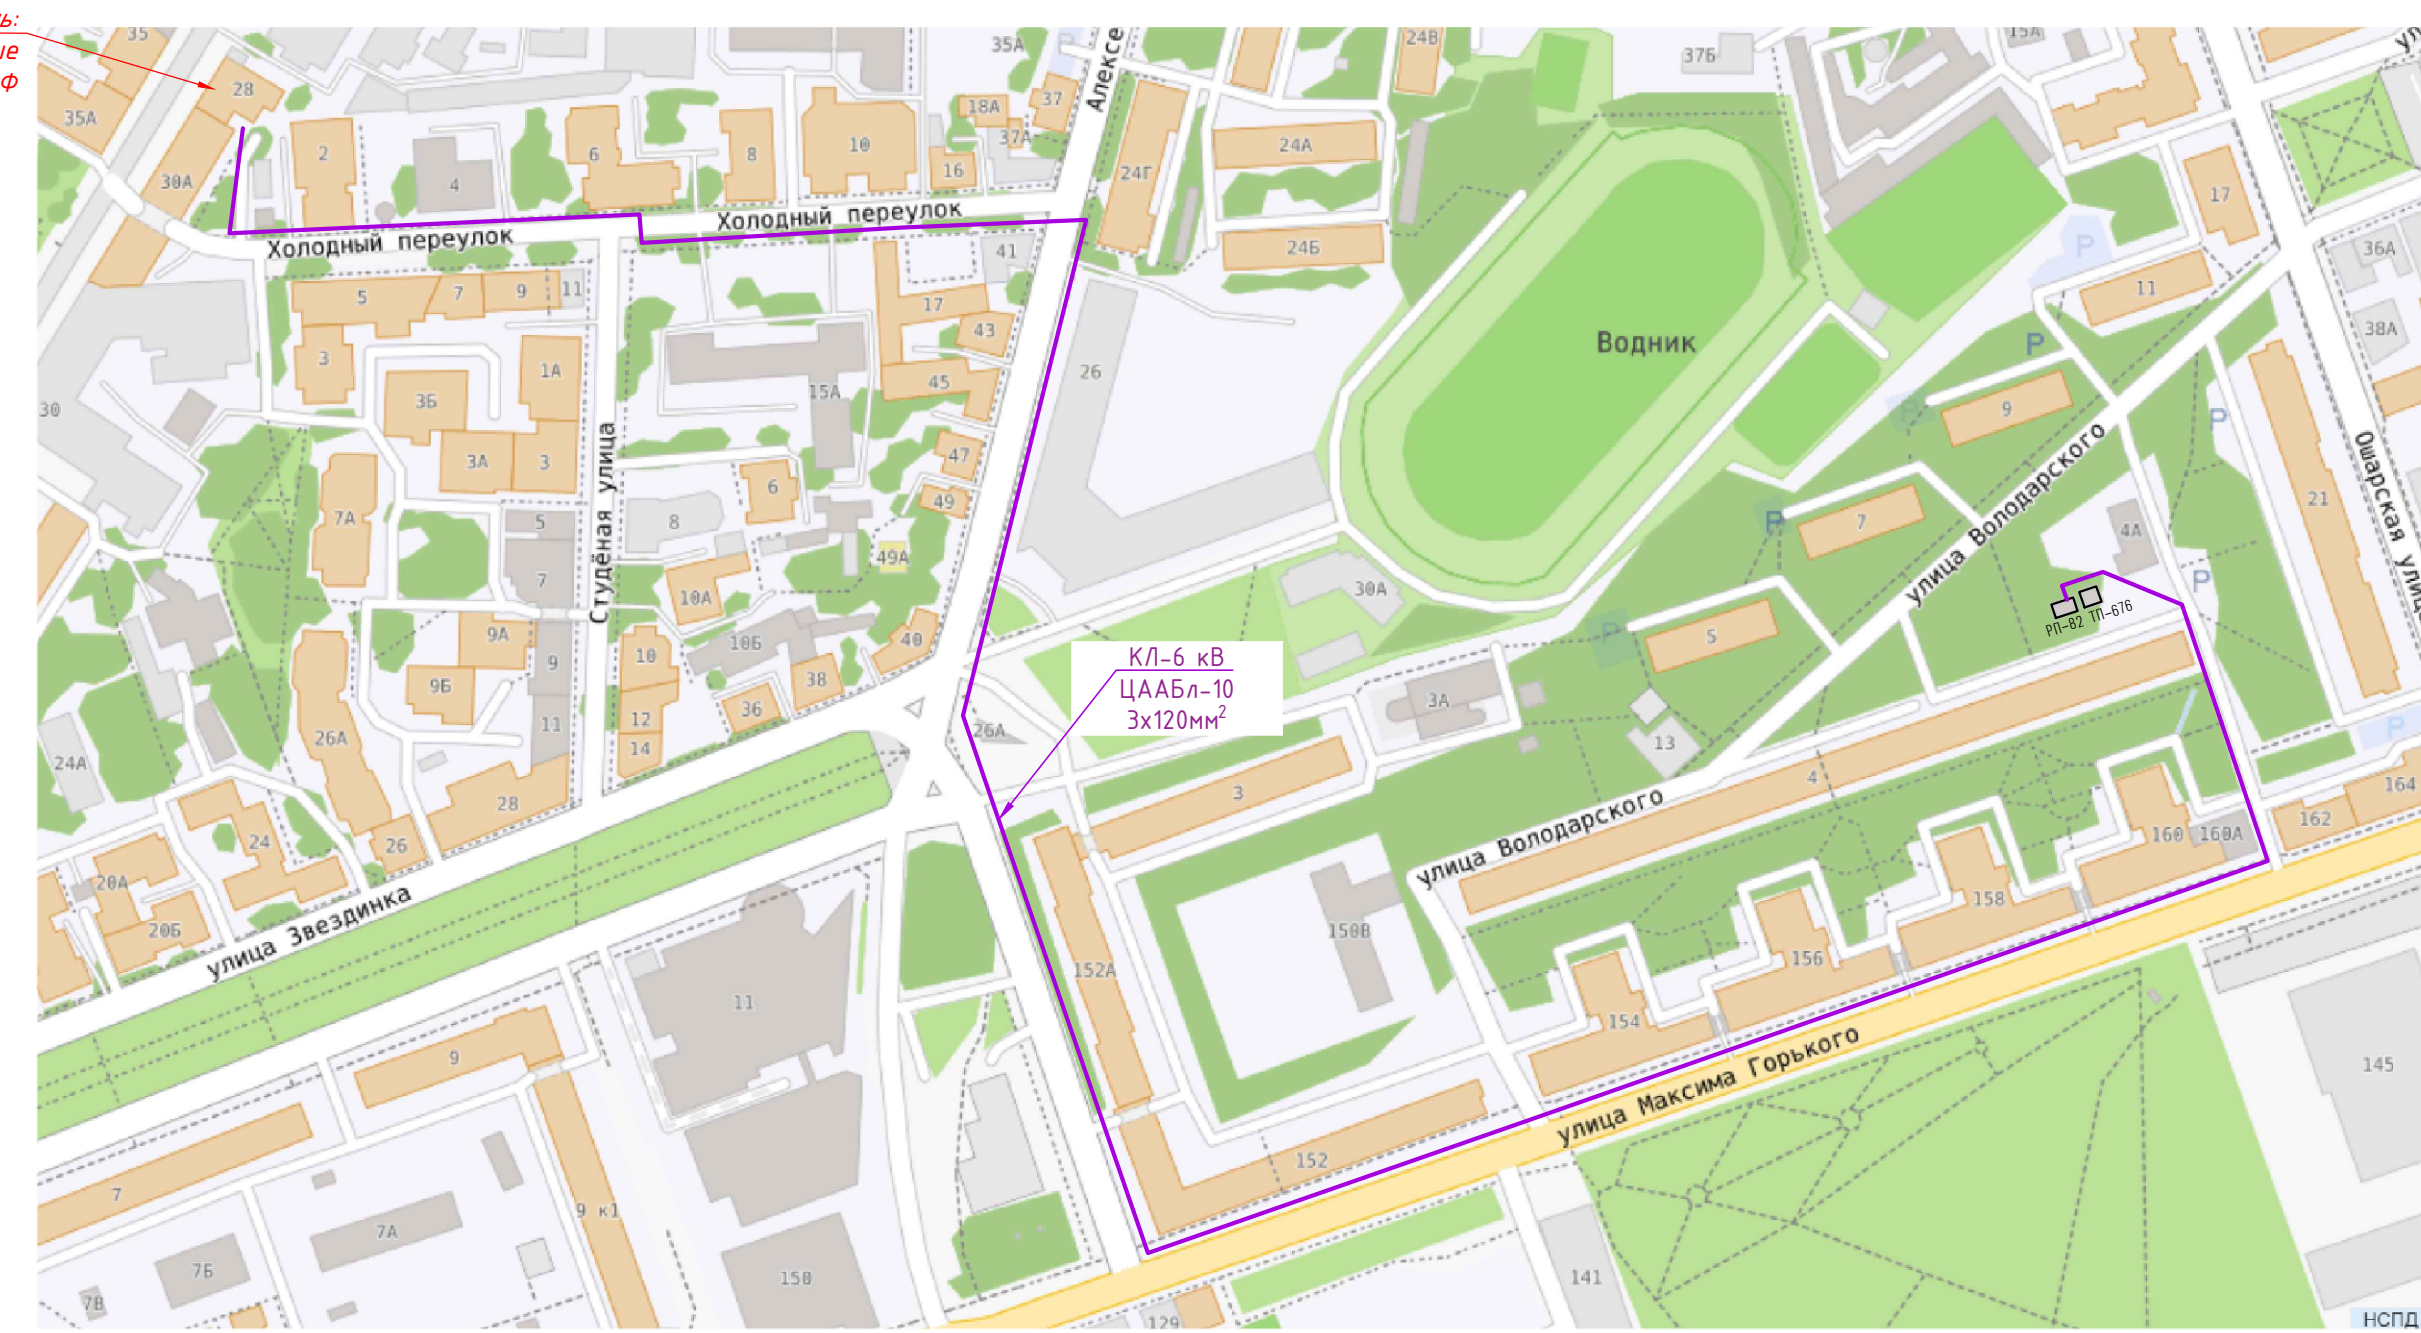 35
35А
18А
37
37А
24В
37Б
15А
28
35А
2
4
6
8
10
16
24Г
24А
17
30А
Холодный переулок
Холодный переулок
24Б
Р
36А
41
5
7
9
11
17
43
26
Водник
Р
11
38А
3
1А
15А
45
9
30
3Б
Р
Р
3А
3
47
улица Володарского
Ошарская улица
7А
5
8
6
49
Р
7
21
4А
Студёная улица
7
49А
10А
30А
Р
РП-82 ТП-676
9А
10
10Б
40
Р
5
9
9Б
38
КЛ-6 кВ
ЦААБл-10
3х120мм²
3А
26А
11
12
14
36
26А
13
Р
24А
28
3
4
164
24
26
улица Володарского
160
160А
162
20А
20Б
улица Звездинка
150В
158
11
152А
156
154
9
улица Максима Горького
145
7
152
9 к1
7А
7Б
7В
150
141
129
НСПД